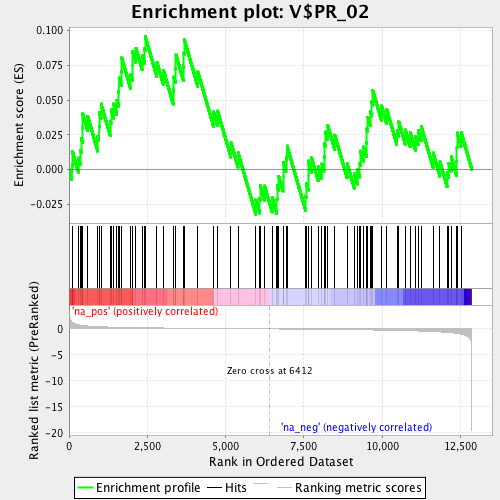 Enrichment plot: V$PR_02
Enrichment score (ES)
0.100
0.075
0.050
0.025
0.000
-0.025
'na_pos' (positively correlated)
Ranked list metric (PreRanked)
0
-5
-10
-15
-20
Zero cross at 6412
'na_neg' (negatively correlated)
0
2,500
5,000
7,500
10,000
12,500
Rank in Ordered Dataset
Enrichment profile
Hits
Ranking metric scores